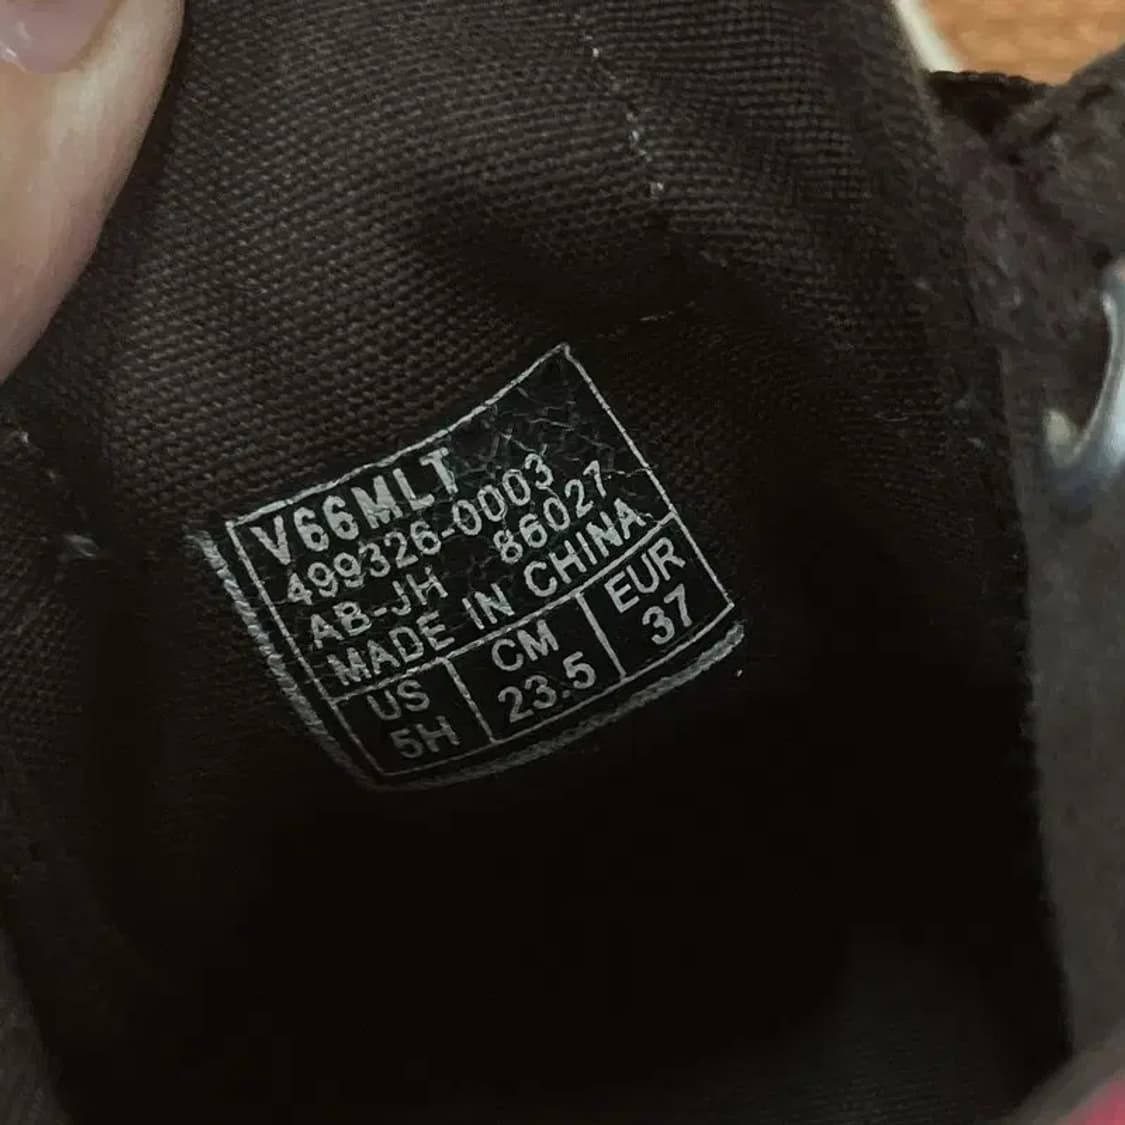 V66MLT
499326-0003
AB-JH 86027
MADE IN CHINA
US CM EUR
5H 23.5 37